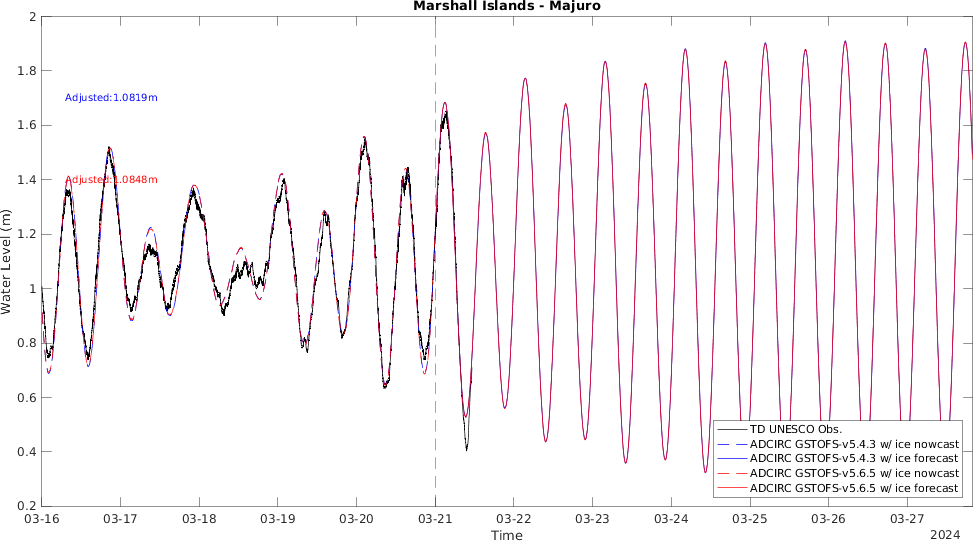 Marshall Islands - Majuro
2
1.8
1.6
1.4
1.2
1
0.8
0.6
0.4
0.2
Water Level (m)
Adjusted:1.0819m
Adjusted:1.0848m
TD UNESCO Obs.
ADCIRC GSTOFS-v5.4.3 w/ ice nowcast
ADCIRC GSTOFS-v5.4.3 w/ ice forecast
ADCIRC GSTOFS-v5.6.5 w/ ice nowcast
ADCIRC GSTOFS-v5.6.5 w/ ice forecast
03-16 03-17 03-18 03-19 03-20 03-21 03-22 03-23 03-24 03-25 03-26 03-27
Time
2024